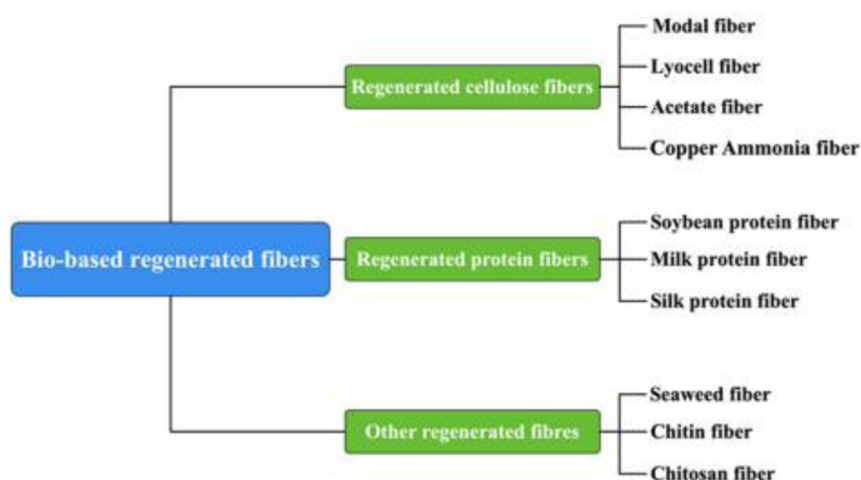 Bio-based regenerated fibers
Regenerated cellulose fibers
Modal fiber
Lyocell fiber
Acetate fiber
Copper Ammonia fiber
Regenerated protein fibers
Soybean protein fiber
Milk protein fiber
Silk protein fiber
Other regenerated fibres
Seaweed fiber
Chitin fiber
Chitosan fiber